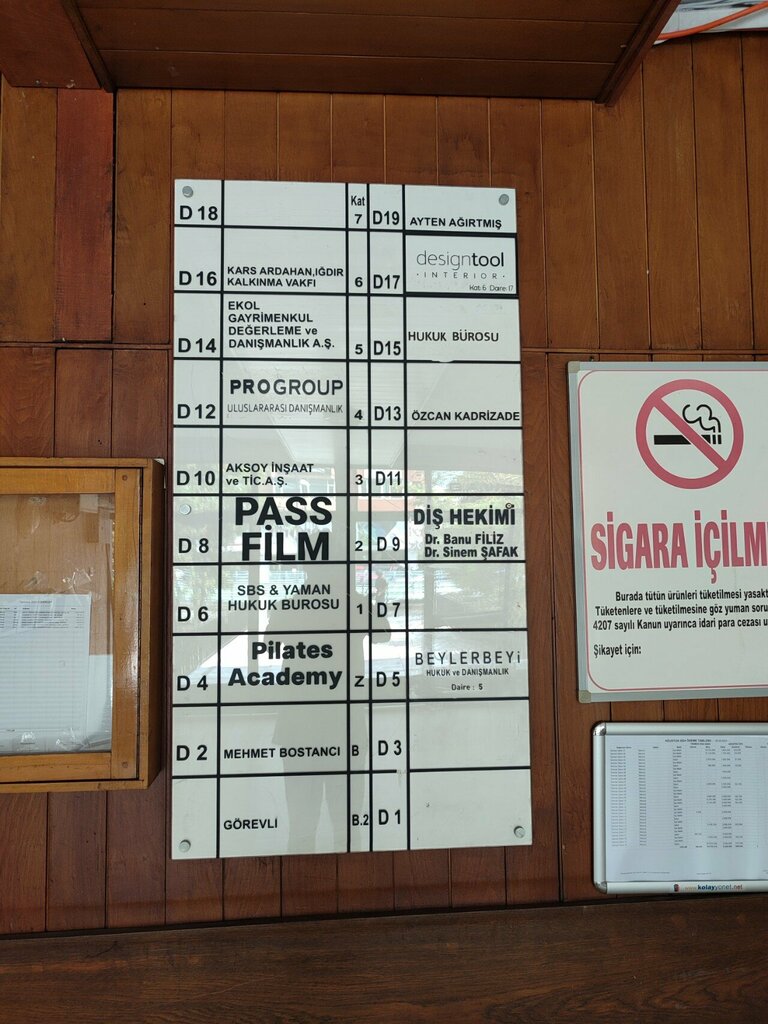 D 18
Kat
7
D19
AYTEN AĞIRTMIŞ
D 16
KARS ARDAHAN,IĞDIR
KALKINMA VAKFI
6
D17
designtool
· INTERIOR ·
Kat:6 Daire:17
D 14
EKOL
GAYRİMENKUL
DEĞERLEME ve
DANIŞMANLIK A.Ş.
5
D15
HUKUK BÜROSU
D 12
PROGROUP
ULUSLARARASI DANIŞMANLIK
4
D13
ÖZCAN KADRİZADE
D 10
AKSOY İNŞAAT
ve TİC.A.Ş.
3
D11
D 8
PASS
FİLM
2
D 9
DİŞ HEKİMİ
Dr. Banu FİLİZ
Dr. Sinem ŞAFAK
D 6
SBS & YAMAN
HUKUK BUROSU
1
D 7
D 4
Pilates
Academy
Z
D 5
BEYLERBEYİ
HUKUK ve DANIŞMANLIK
Daire : 5
D 2
MEHMET BOSTANCI
B
D 3
GÖREVLİ
B.2
D 1
SİGARA İÇİLM
Burada tütün ürünleri tüketilmesi yasakt
Tüketenlere ve tüketilmesine göz yuman soru
4207 sayılı Kanun uyarınca idari para cezası u
Şikayet için:
www.kolayyonet.net